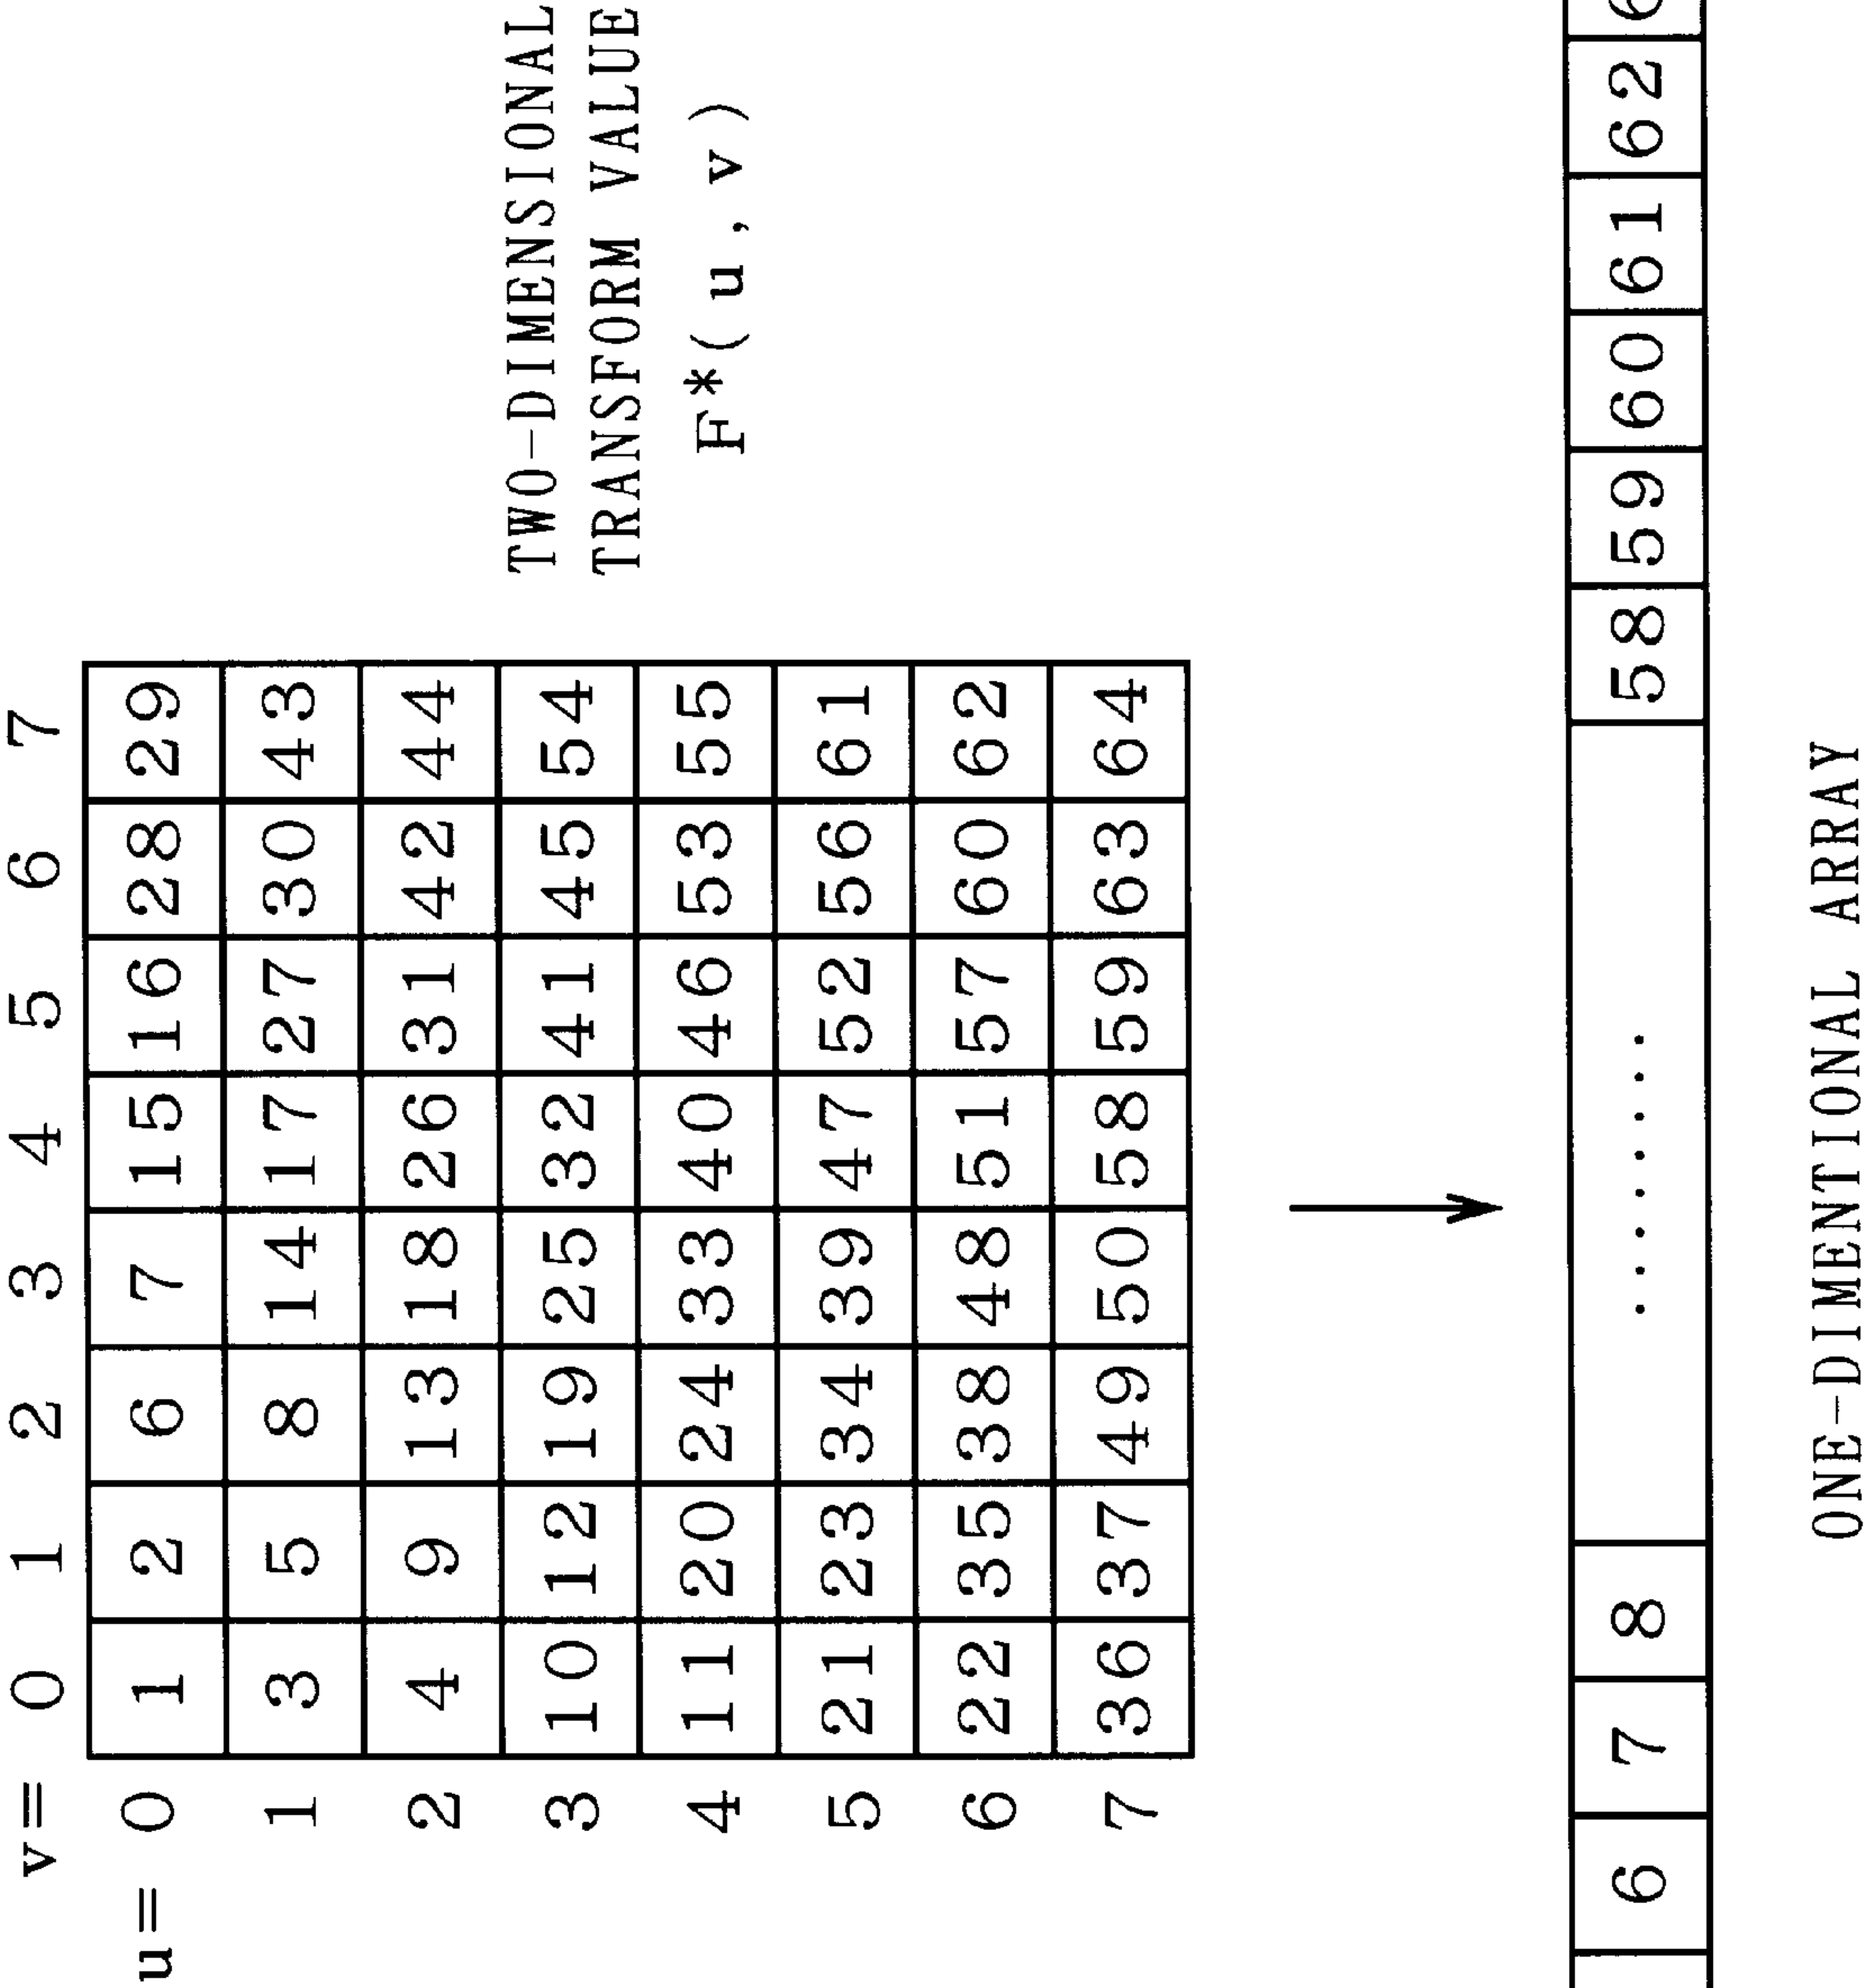 v= 0 1 2 3 4 5 6 7
u= 0 1 2 6 7 15 16 28 29
1 3 5 8 14 17 27 30 43
2 4 9 13 18 26 31 42 44
3 10 12 19 25 32 41 45 54
4 11 20 24 33 40 46 53 55
5 21 23 34 39 47 52 56 61
6 22 35 38 48 51 57 60 62
7 36 37 49 50 58 59 63 64
TWO-DIMENSIONAL
TRANSFORM VALUE
F*(u,v)
6 7 8 ········ 58 59 60 61 62
ONE-DIMENTIONAL ARRAY